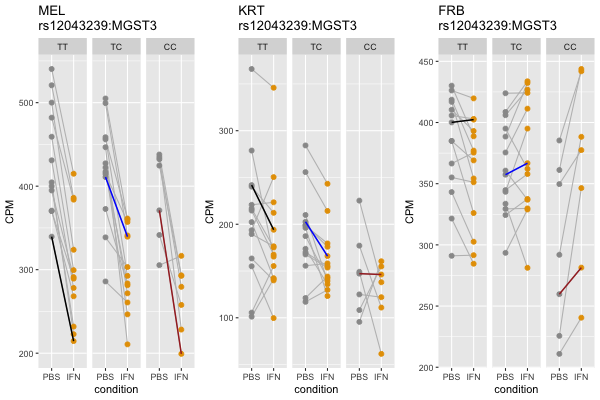 MEL
rs12043239:MGST3
TT TC CC
CPM
500
400
300
200
PBS IFN PBS IFN PBS IFN
condition
KRT
rs12043239:MGST3
TT TC CC
CPM
300
200
100
PBS IFN PBS IFN PBS IFN
condition
FRB
rs12043239:MGST3
TT TC CC
CPM
450
400
350
300
250
200
PBS IFN PBS IFN PBS IFN
condition